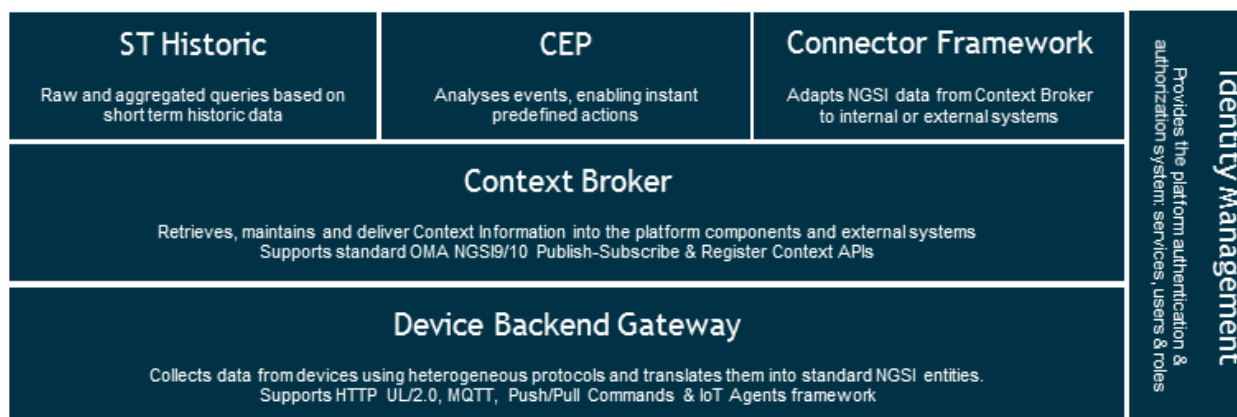 ST Historic
Raw and aggregated queries based on
short term historic data
CEP
Analyses events, enabling instant
predefined actions
Connector Framework
Adapts NGSI data from Context Broker
to internal or external systems
Context Broker
Retrieves, maintains and deliver Context Information into the platform components and external systems
Supports standard OMA NGSI9/10 Publish-Subscribe & Register Context APIs
Device Backend Gateway
Collects data from devices using heterogeneous protocols and translates them into standard NGSI entities.
Supports HTTP UL/2.0, MQTT, Push/Pull Commands & IoT Agents framework
Identity Management
Provides the platform authentication &
authorization system: services, users & roles